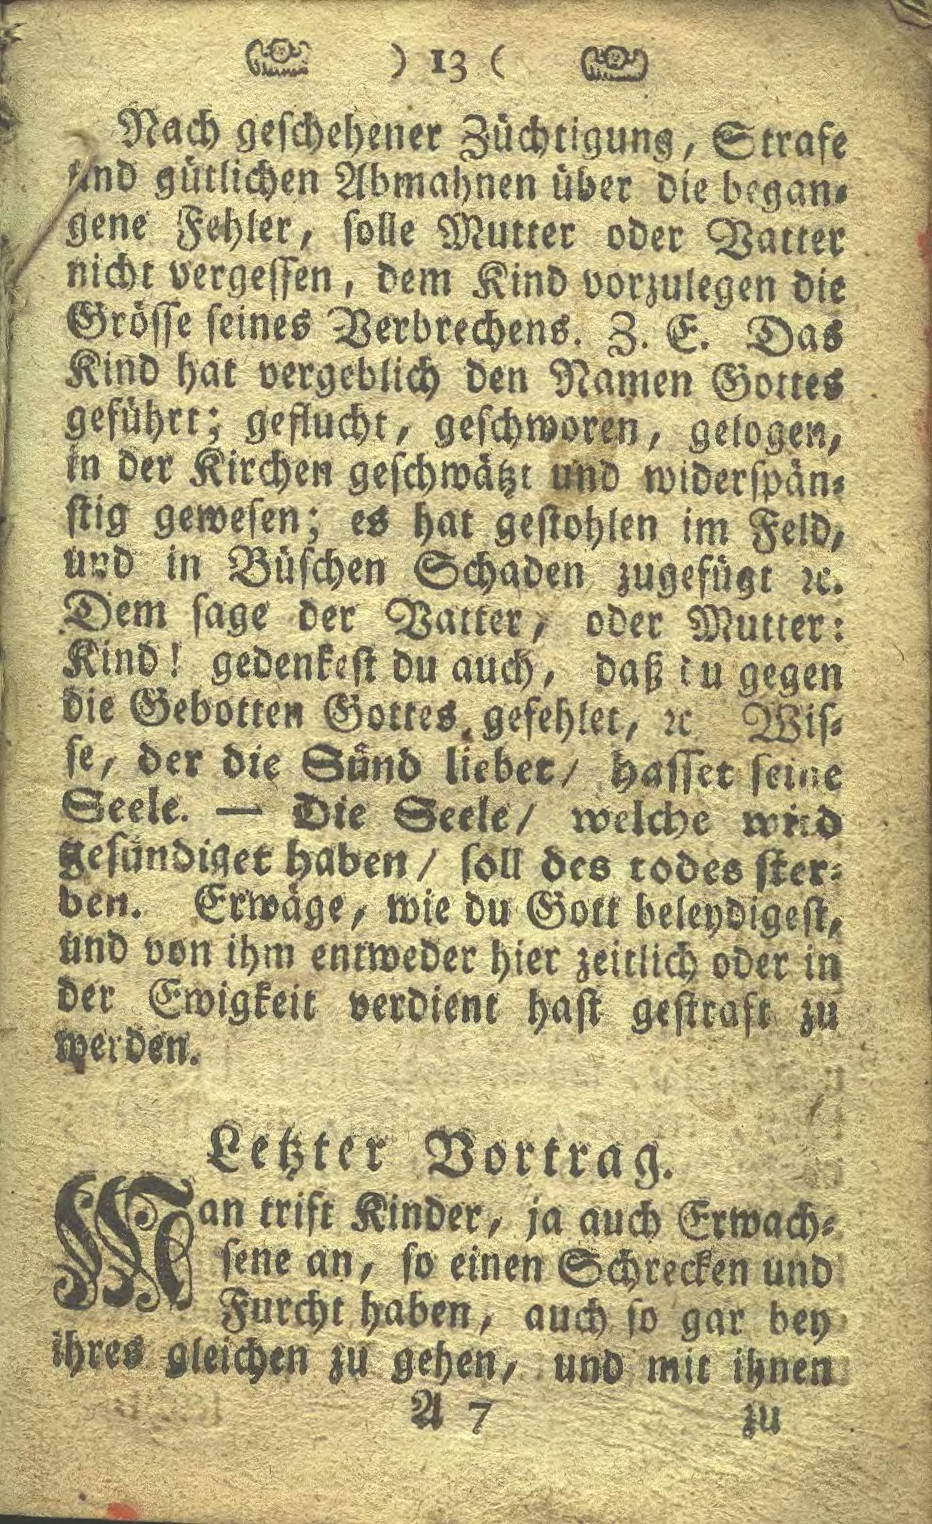 ) 13 (
Nach geschehener Züchtigung, Strafe
und gütlichen Abmahnen über die began-
gene Fehler, solle Mutter oder Vatter
nicht vergessen, dem Kind vorzulegen die
Grösse seines Verbrechens. Z. E. Das
Kind hat vergeblich den Namen Gottes
geführt; geflucht, geschworen, gelogen,
in der Kirchen geschwätzt und widerspän-
stig gewesen; es hat gestohlen im Feld,
und in Büschen Schaden zugefügt ꝛc.
Dem sage der Vatter, oder Mutter:
Kind! gedenkest du auch, daß du gegen
die Gebotten Gottes gefehlet, ꝛc Wis-
se, der die Sünd liebet/ hasset seine
Seele. — Die Seele/ welche wird
gesündiget haben/ soll des todes ster-
ben. Erwäge, wie du Gott beleydigest,
und von ihm entweder hier zeitlich oder in
der Ewigkeit verdient hast gestraft zu
werden.
Letzter Vortrag.
Man trift Kinder, ja auch Erwach-
sene an, so einen Schrecken und
Furcht haben, auch so gar bey
ihres gleichen zu gehen, und mit ihnen
A 7 zu